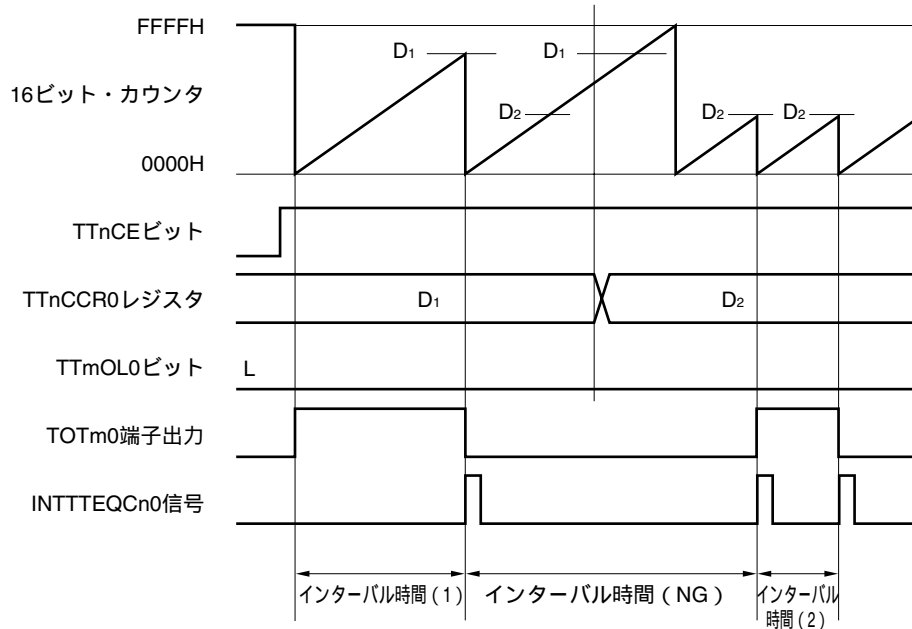 FFFFH
D1
D1
16ビット・カウンタ
D2
D2
D2
0000H
TTnCEビット
TTnCCR0レジスタ
D1
D2
TTmOL0ビット
L
TOTm0端子出力
INTTTEQCn0信号
インターバル時間（1）
インターバル時間（NG）
インターバル
時間（2）